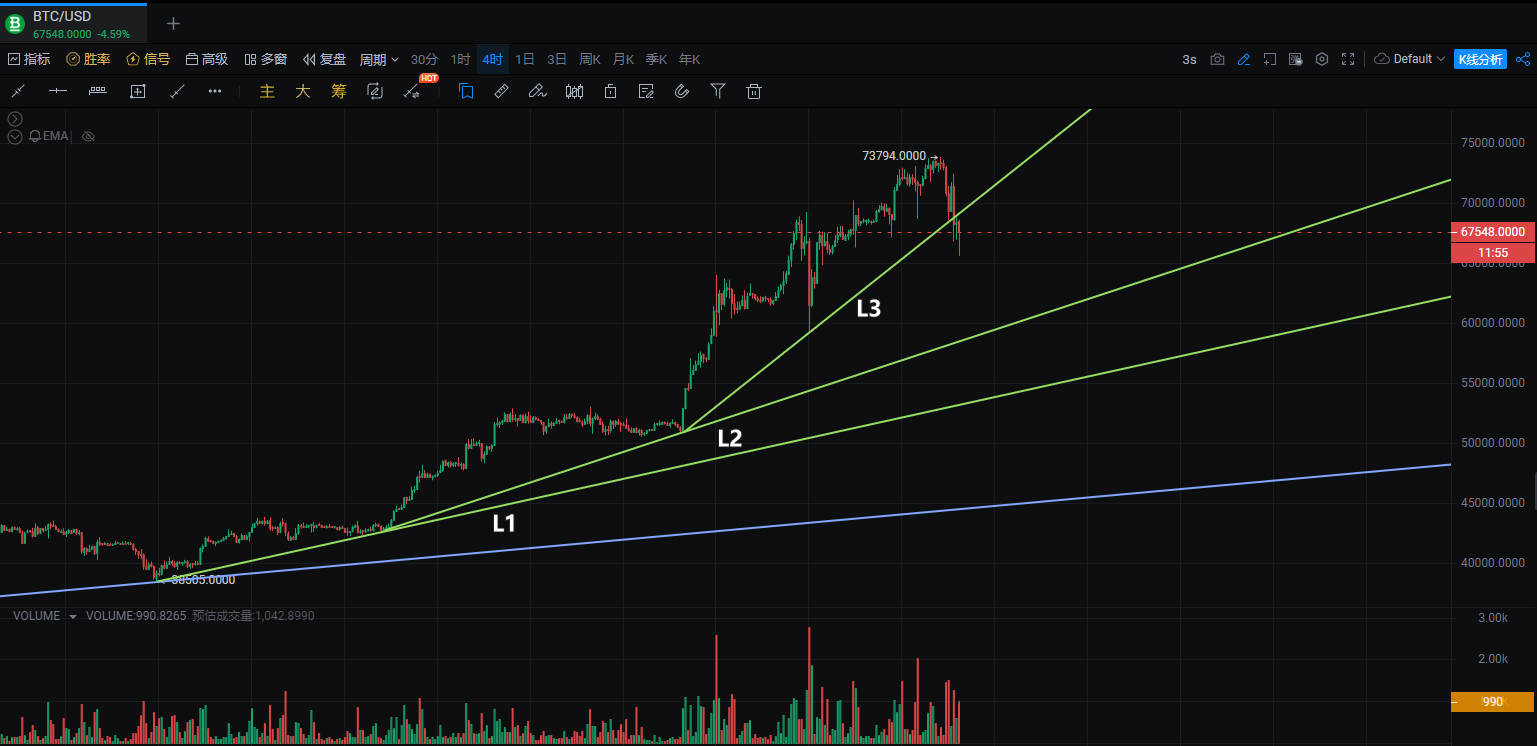 BTC/USD
67548.0000 -4.59%
指标 胜率 信号 高级 多窗 复盘 周期 30分 1时 4时 1日 3日 周K 月K 季K 年K 3s Default K线分析
主 大 筹 HOT
EMA
73794.0000
75000.0000
70000.0000
67548.0000
11:55
65000.0000
L3
60000.0000
55000.0000
L2
50000.0000
45000.0000
L1
40000.0000
38505.0000
VOLUME VOLUME:990.8265 预估成交量:1,042.8990
3.00k
2.00k
990